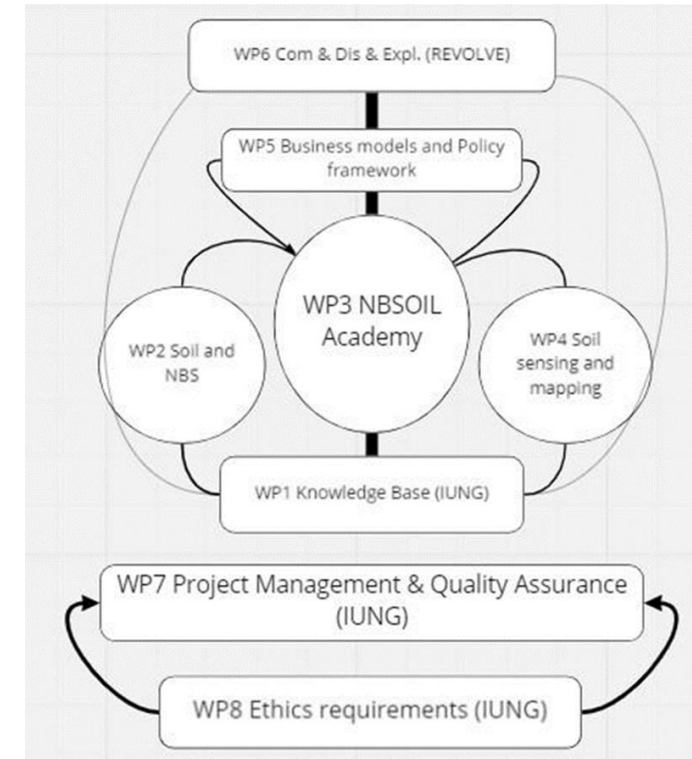 WP6 Com & Dis & Expl. (REVOLVE)
WP5 Business models and Policy
framework
WP3 NBSOIL
Academy
WP2 Soil and
NBS
WP4 Soil
sensing and
mapping
WP1 Knowledge Base (IUNG)
WP7 Project Management & Quality Assurance
(IUNG)
WP8 Ethics requirements (IUNG)